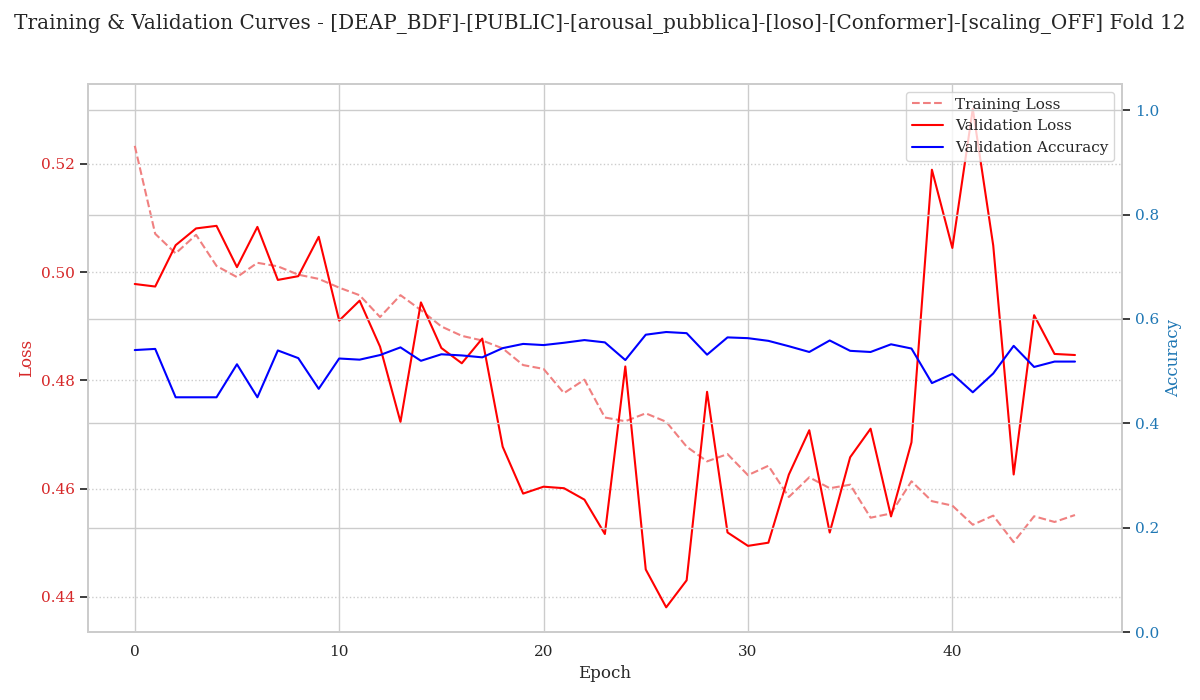 Training & Validation Curves - [DEAP_BDF]-[PUBLIC]-[arousal_pubblica]-[loso]-[Conformer]-[scaling_OFF] Fold 12
Training Loss
Validation Loss
Validation Accuracy
0.52
0.50
0.48
0.46
0.44
Loss
1.0
0.8
0.6
0.4
0.2
0.0
Accuracy
0
10
20
30
40
Epoch